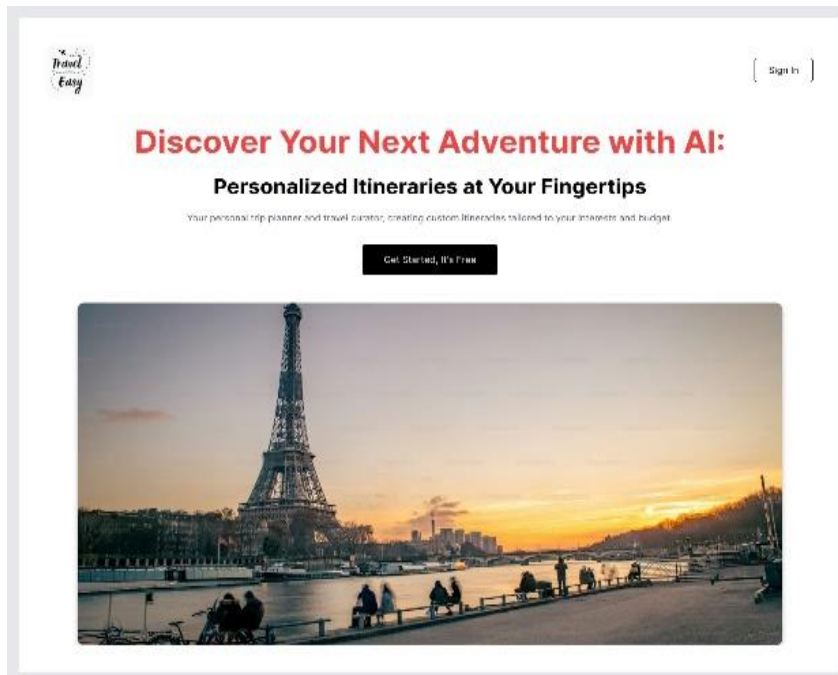 Travel
Easy
Sign In
Discover Your Next Adventure with AI:
Personalized Itineraries at Your Fingertips
Your personal trip planner and travel curator, creating custom itineraries tailored to your interests and budget
Get Started, It's Free